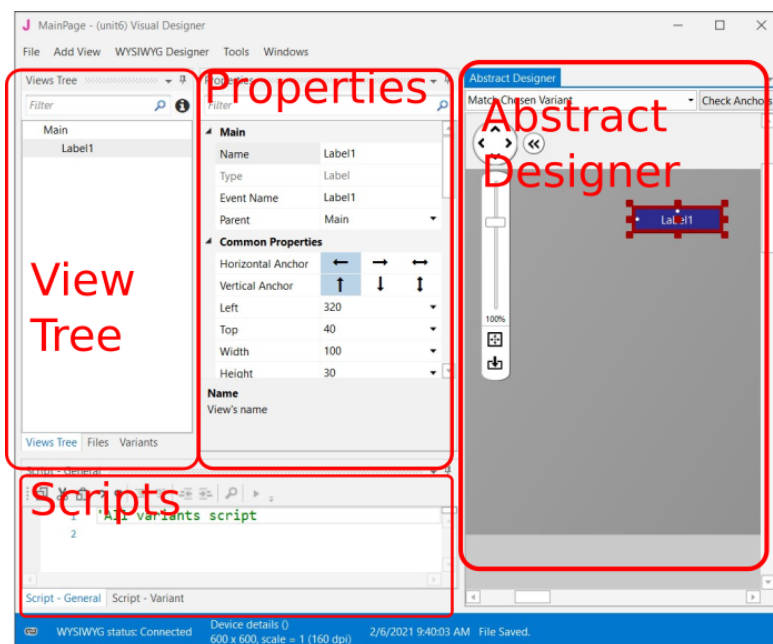 MainPage - (unit6) Visual Designer
File Add View WYSIWYG Designer Tools Windows
Views Tree
Filter
Main
Label1
View
Tree
Views Tree Files Variants
Properties
Properties
Filter
Main
Name Label1
Type Label
Event Name Label1
Parent Main
Common Properties
Horizontal Anchor
Vertical Anchor
Left 320
Top 40
Width 100
Height 30
Name
View's name
Abstract Designer
Match Chosen Variant Check Anchors
Abstract
Designer
Label1
100%
Script - General
Scripts
1 'All variants script
2
Script - General Script - Variant
WYSIWYG status: Connected Device details () 2/6/2021 9:40:03 AM File Saved.
600 x 600, scale = 1 (160 dpi)